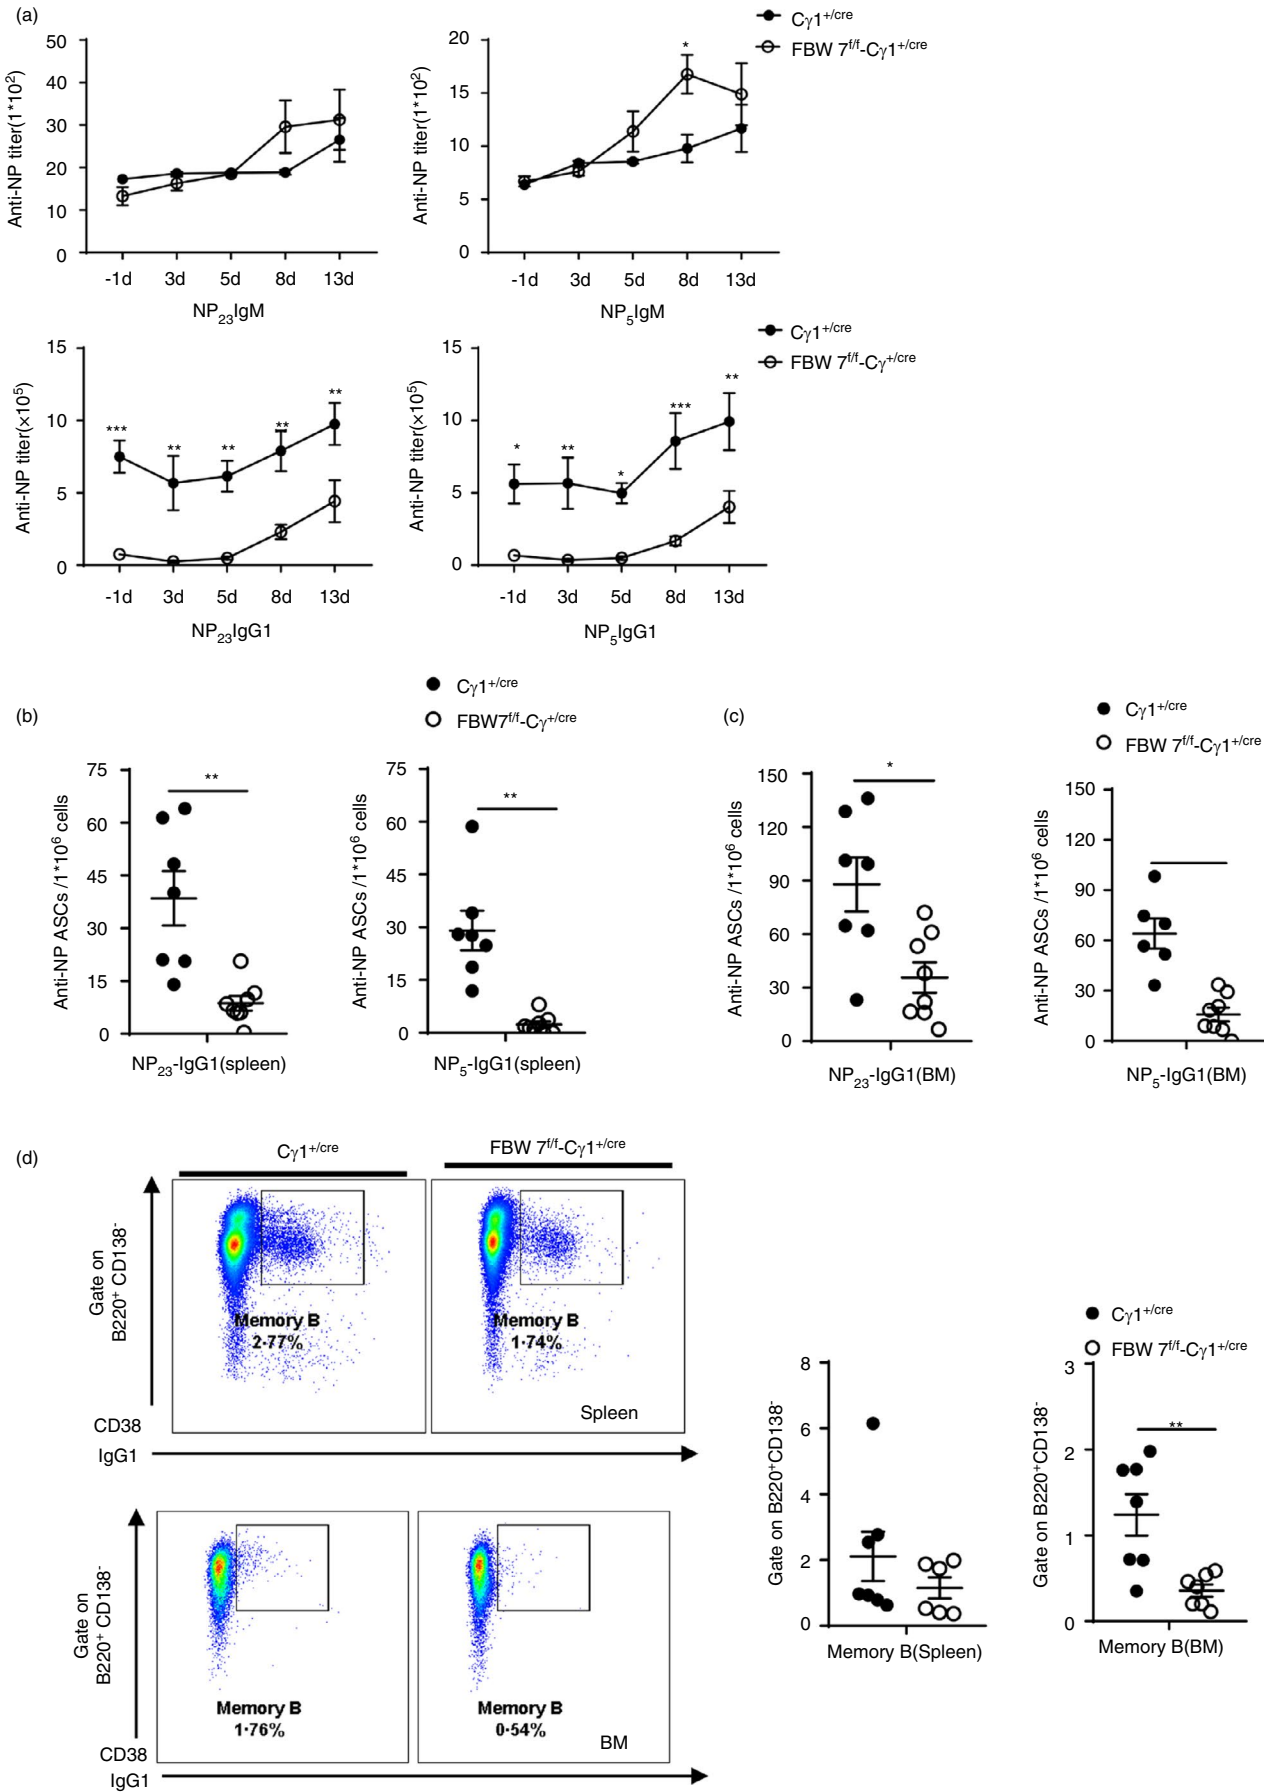 (a)
Cγ1+/cre
FBW 7f/f-Cγ1+/cre
50
40
30
20
10
0
Anti-NP titer(1*10²)
-1d 3d 5d 8d 13d
NP₂₃IgM
20
15
10
5
0
Anti-NP titer(1*10²)
*
-1d 3d 5d 8d 13d
NP₅IgM
Cγ1+/cre
FBW 7f/f-Cγ+/cre
15
10
5
0
Anti-NP titer(×10⁵)
*** ** ** ** **
-1d 3d 5d 8d 13d
NP₂₃IgG1
15
10
5
0
Anti-NP titer(×10⁵)
* ** * *** **
-1d 3d 5d 8d 13d
NP₅IgG1
(b)
Cγ1+/cre
FBW7f/f-Cγ+/cre
75
60
45
30
15
0
Anti-NP ASCs /1*10⁶ cells
**
NP₂₃-IgG1(spleen)
75
60
45
30
15
0
Anti-NP ASCs /1*10⁶ cells
**
NP₅-IgG1(spleen)
(c)
Cγ1+/cre
FBW 7f/f-Cγ1+/cre
150
120
90
60
30
0
Anti-NP ASCs /1*10⁶ cells
*
NP₂₃-IgG1(BM)
150
120
90
60
30
0
Anti-NP ASCs /1*10⁶ cells
NP₅-IgG1(BM)
(d)
Cγ1+/cre
FBW 7f/f-Cγ1+/cre
Gate on
B220⁺ CD138⁻
Memory B
2·77%
Memory B
1·74%
Spleen
CD38
IgG1
Gate on
B220⁺ CD138⁻
Memory B
1·76%
Memory B
0·54%
BM
CD38
IgG1
Cγ1+/cre
FBW 7f/f-Cγ1+/cre
8
6
4
2
0
Gate on B220⁺CD138⁻
Memory B(Spleen)
3
2
1
0
Gate on B220⁺CD138⁻
**
Memory B(BM)